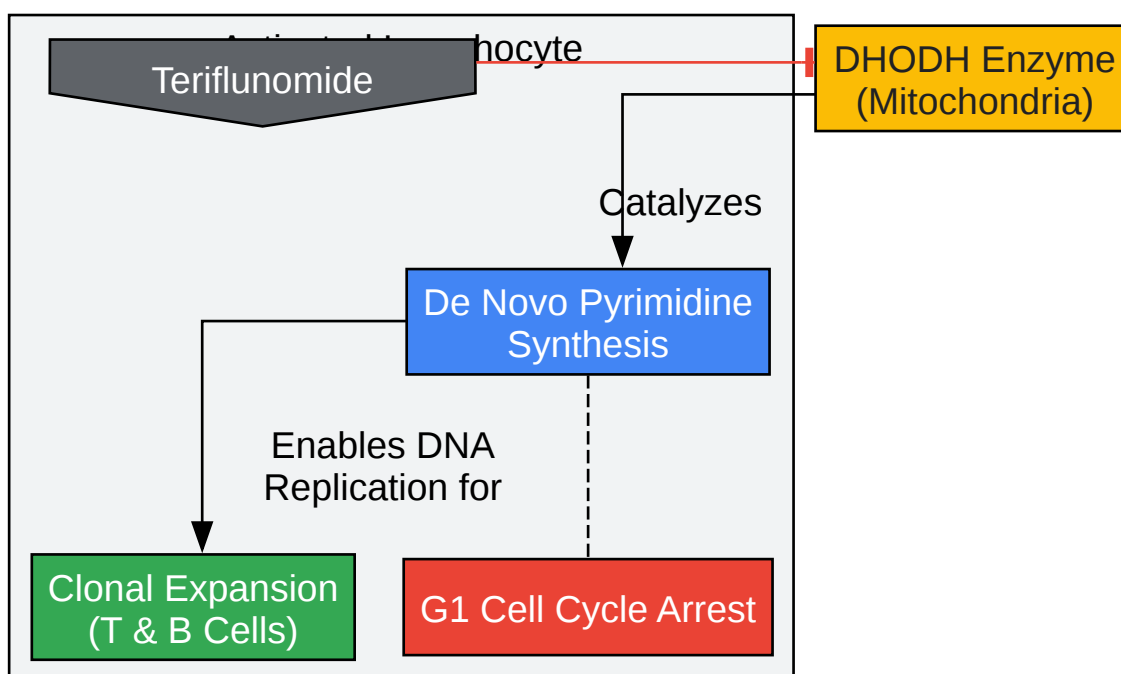 Teriflunomide
DHODH Enzyme
(Mitochondria)
Catalyzes
De Novo Pyrimidine
Synthesis
Enables DNA
Replication for
Clonal Expansion
(T & B Cells)
G1 Cell Cycle Arrest